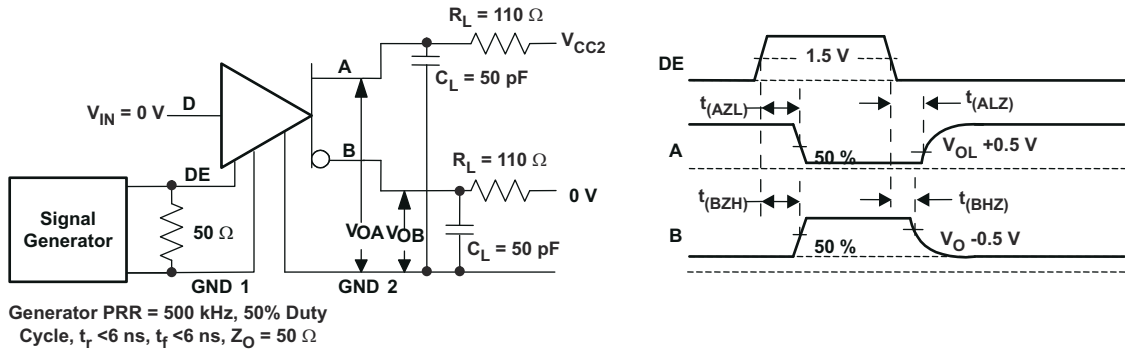 R_L = 110 Ω
V_CC2
A
C_L = 50 pF
V_IN = 0 V
D
B
R_L = 110 Ω
0 V
DE
Signal
Generator
50 Ω
VOA
VOB
C_L = 50 pF
GND 1
GND 2
Generator PRR = 500 kHz, 50% Duty
Cycle, t_r <6 ns, t_f <6 ns, Z_O = 50 Ω
DE
1.5 V
t_(AZL)
t_(ALZ)
A
50 %
V_OL +0.5 V
t_(BZH)
t_(BHZ)
B
50 %
V_O -0.5 V